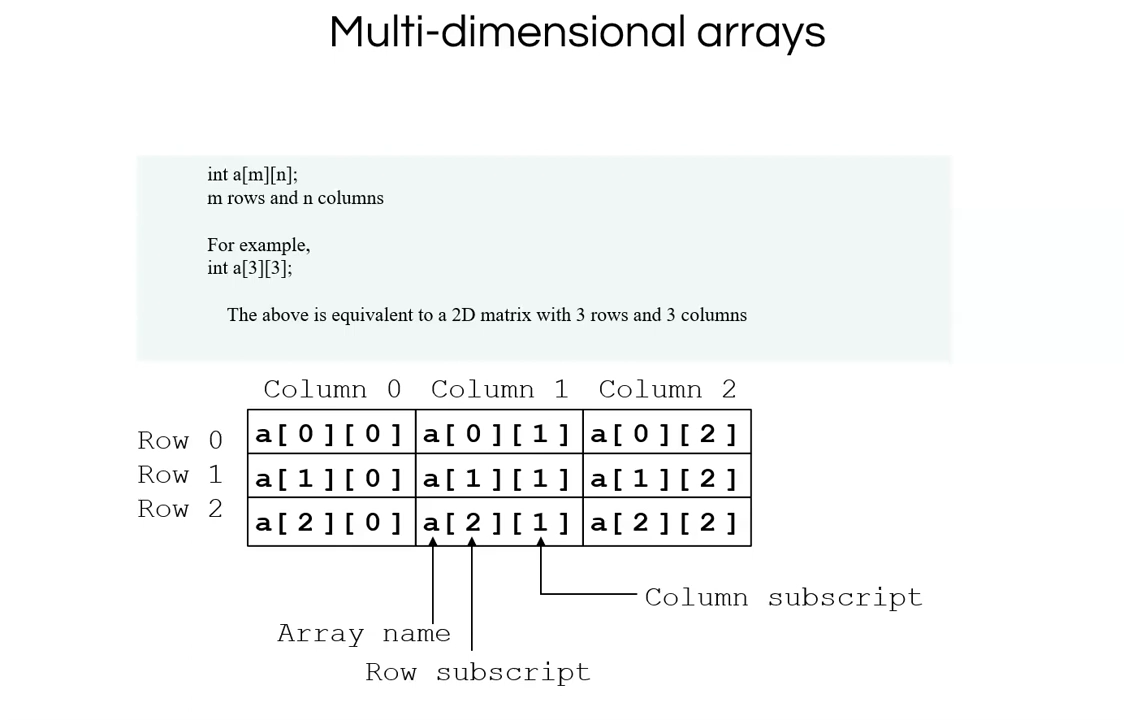 Multi-dimensional arrays
int a[m][n];
m rows and n columns
For example,
int a[3][3];
The above is equivalent to a 2D matrix with 3 rows and 3 columns
Column 0 Column 1 Column 2
Row 0 a[0][0] a[0][1] a[0][2]
Row 1 a[1][0] a[1][1] a[1][2]
Row 2 a[2][0] a[2][1] a[2][2]
Column subscript
Array name
Row subscript